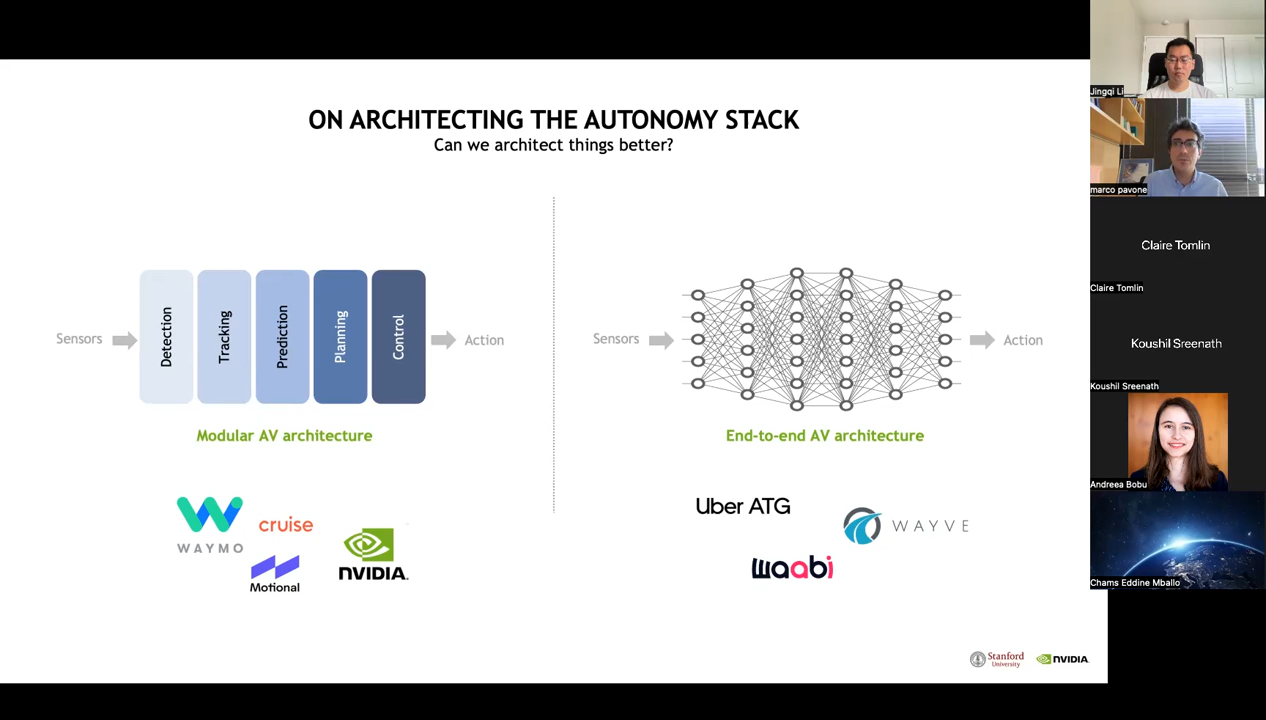 ON ARCHITECTING THE AUTONOMY STACK
Can we architect things better?
Sensors
Detection
Tracking
Prediction
Planning
Control
Action
Modular AV architecture
WAYMO
cruise
Motional
NVIDIA.
Sensors
Action
End-to-end AV architecture
Uber ATG
WAYVE
waabi
Stanford
University
NVIDIA.
Jingqi Li
marco pavone
Claire Tomlin
Claire Tomlin
Koushil Sreenath
Koushil Sreenath
Andreea Bobu
Chams Eddine Mballo